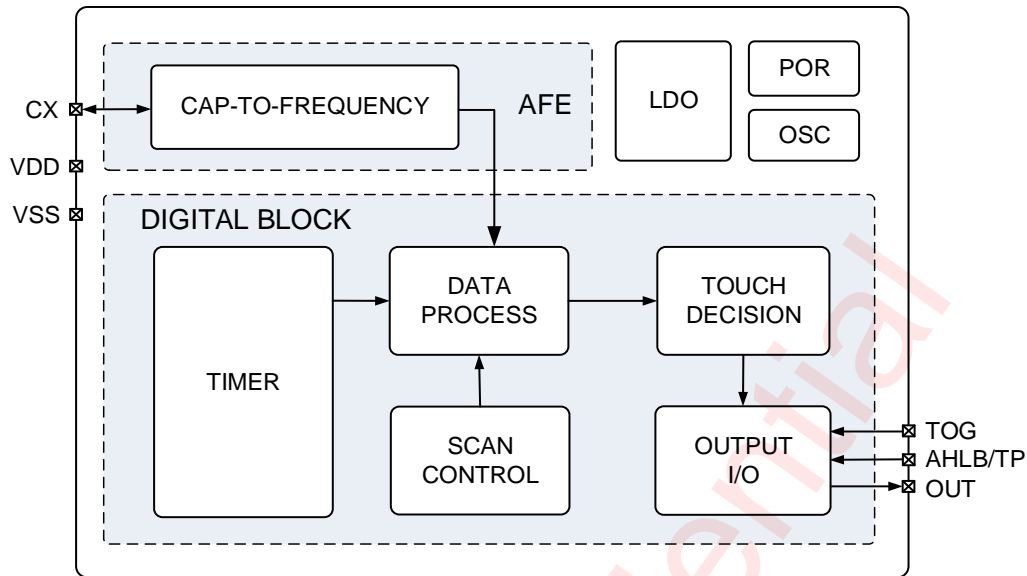 CX
VDD
VSS
CAP-TO-FREQUENCY
AFE
LDO
POR
OSC
DIGITAL BLOCK
TIMER
DATA
PROCESS
TOUCH
DECISION
SCAN
CONTROL
OUTPUT
I/O
TOG
AHLB/TP
OUT
ential